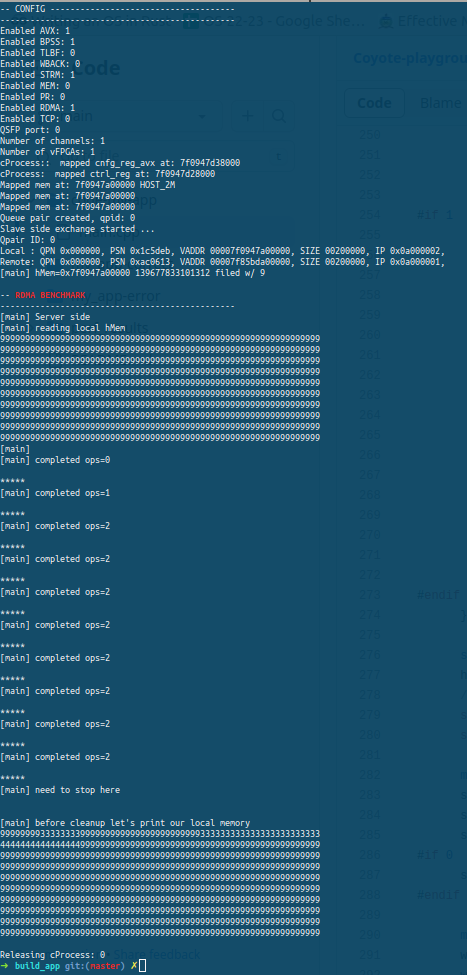 -- CONFIG -------------------------------------
-----------------------------------------------
Enabled AVX: 1
Enabled BPSS: 1
Enabled TLBF: 0
Enabled WBACK: 0
Enabled STRM: 1
Enabled MEM: 0
Enabled PR: 0
Enabled RDMA: 1
Enabled TCP: 0
QSFP port: 0
Number of channels: 1
Number of vFPGAs: 1
cProcess:: mapped cnfg_reg_avx at: 7f0947d38000
cProcess: mapped ctrl_reg at: 7f0947d28000
Mapped mem at: 7f0947a00000 HOST_2M
Mapped mem at: 7f0947a00000
Mapped mem at: 7f0947a00000
Queue pair created, qpid: 0
Slave side exchange started ...
Qpair ID: 0
Local : QPN 0x000000, PSN 0x1c5deb, VADDR 00007f0947a00000, SIZE 00200000, IP 0x0a000002,
Remote: QPN 0x000000, PSN 0xac0613, VADDR 00007f85bda00000, SIZE 00200000, IP 0x0a000001,
[main] hMem=0x7f0947a00000 139677833101312 filed w/ 9
-- RDMA BENCHMARK
-----------------------------------------------
[main] Server side
[main] reading local hMem
9999999999999999999999999999999999999999999999999999999999999999
9999999999999999999999999999999999999999999999999999999999999999
9999999999999999999999999999999999999999999999999999999999999999
9999999999999999999999999999999999999999999999999999999999999999
9999999999999999999999999999999999999999999999999999999999999999
9999999999999999999999999999999999999999999999999999999999999999
9999999999999999999999999999999999999999999999999999999999999999
9999999999999999999999999999999999999999999999999999999999999999
9999999999999999999999999999999999999999999999999999999999999999
9999999999999999999999999999999999999999999999999999999999999999
[main]
[main] completed ops=0
*****
[main] completed ops=1
*****
[main] completed ops=2
*****
[main] completed ops=2
*****
[main] completed ops=2
*****
[main] completed ops=2
*****
[main] completed ops=2
*****
[main] completed ops=2
*****
[main] completed ops=2
*****
[main] completed ops=2
*****
[main] need to stop here
[main] before cleanup let's print our local memory
9999999933333333999999999999999999999999333333333333333333333333
4444444444444444999999999999999999999999999999999999999999999999
9999999999999999999999999999999999999999999999999999999999999999
9999999999999999999999999999999999999999999999999999999999999999
9999999999999999999999999999999999999999999999999999999999999999
9999999999999999999999999999999999999999999999999999999999999999
9999999999999999999999999999999999999999999999999999999999999999
9999999999999999999999999999999999999999999999999999999999999999
9999999999999999999999999999999999999999999999999999999999999999
9999999999999999999999999999999999999999999999999999999999999999
Releasing cProcess: 0
→ build_app git:(master) ✗